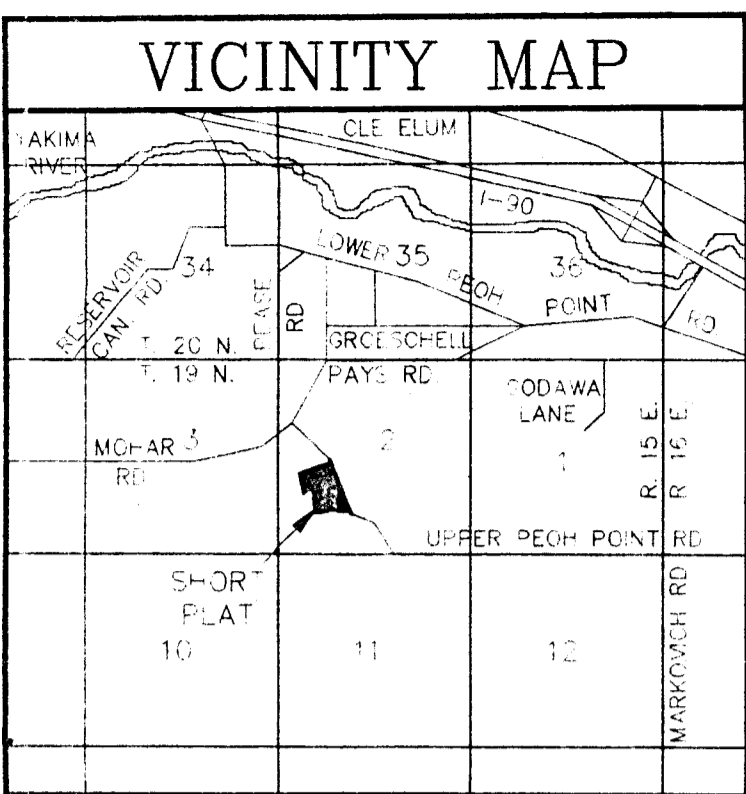 VICINITY MAP
YAKIMA
RIVER
CLE ELUM
I-90
RESERVOIR
CAN. RD.
34
LOWER 35 PEOH
36
POINT
RD
PEASE
RD
T. 20 N.
T. 19 N.
GROESCHELL
PAYS RD.
MOHAR 3
RD
2
1
R. 15 E.
R 16 E.
UPPER PEOH POINT RD
SHORT
PLAT
10
11
12
MARKOVICH RD
LANE